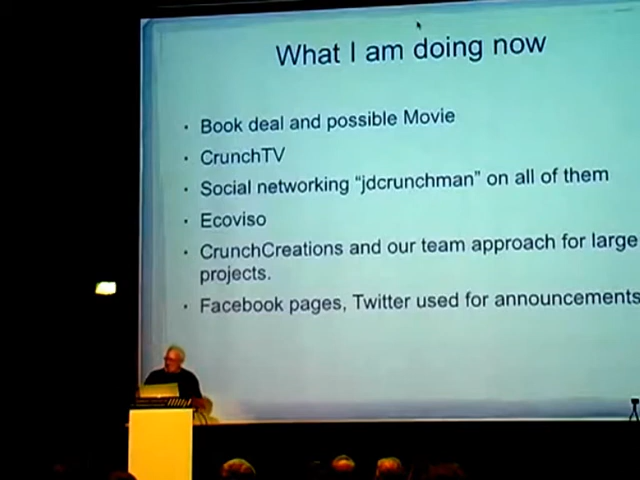 What I am doing now
· Book deal and possible Movie
· CrunchTV
· Social networking "jdcrunchman" on all of them
· Ecoviso
· CrunchCreations and our team approach for large
projects.
· Facebook pages, Twitter used for announcements